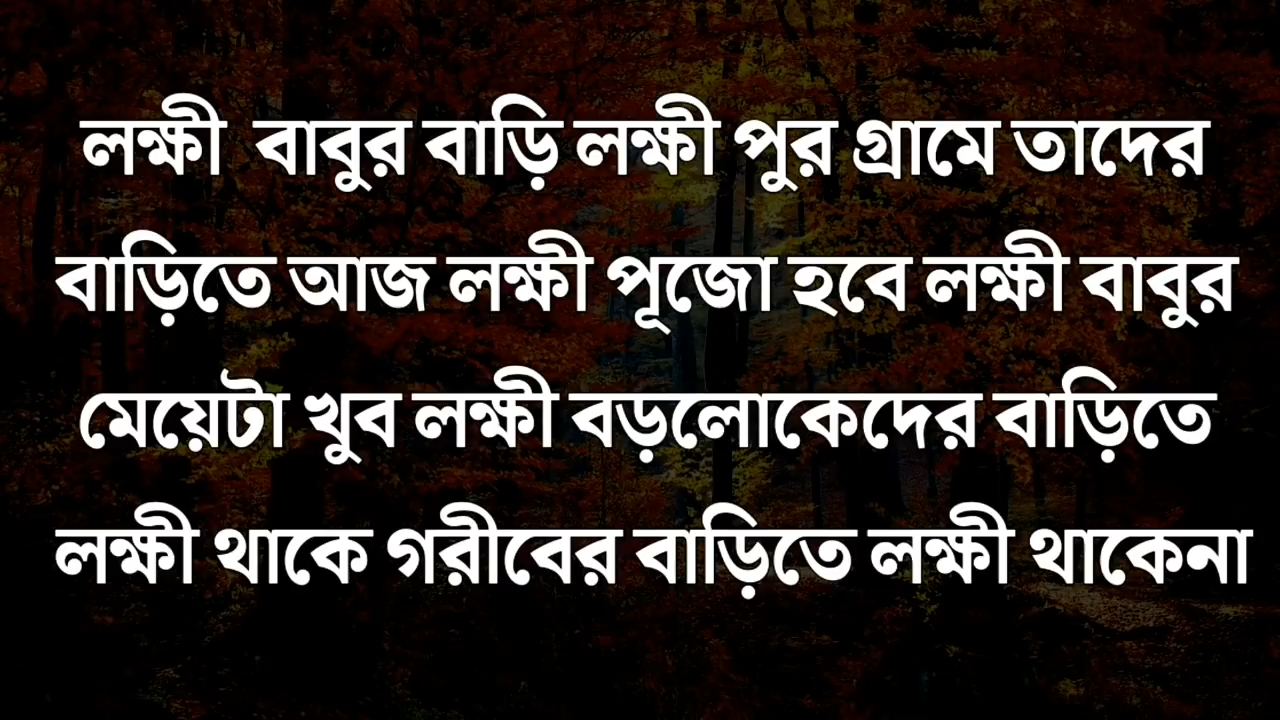 লক্ষী বাবুর বাড়ি লক্ষী পুর গ্রামে তাদের
বাড়িতে আজ লক্ষী পূজো হবে লক্ষী বাবুর
মেয়েটা খুব লক্ষী বড়লোকেদের বাড়িতে
লক্ষী থাকে গরীবের বাড়িতে লক্ষী থাকেনা